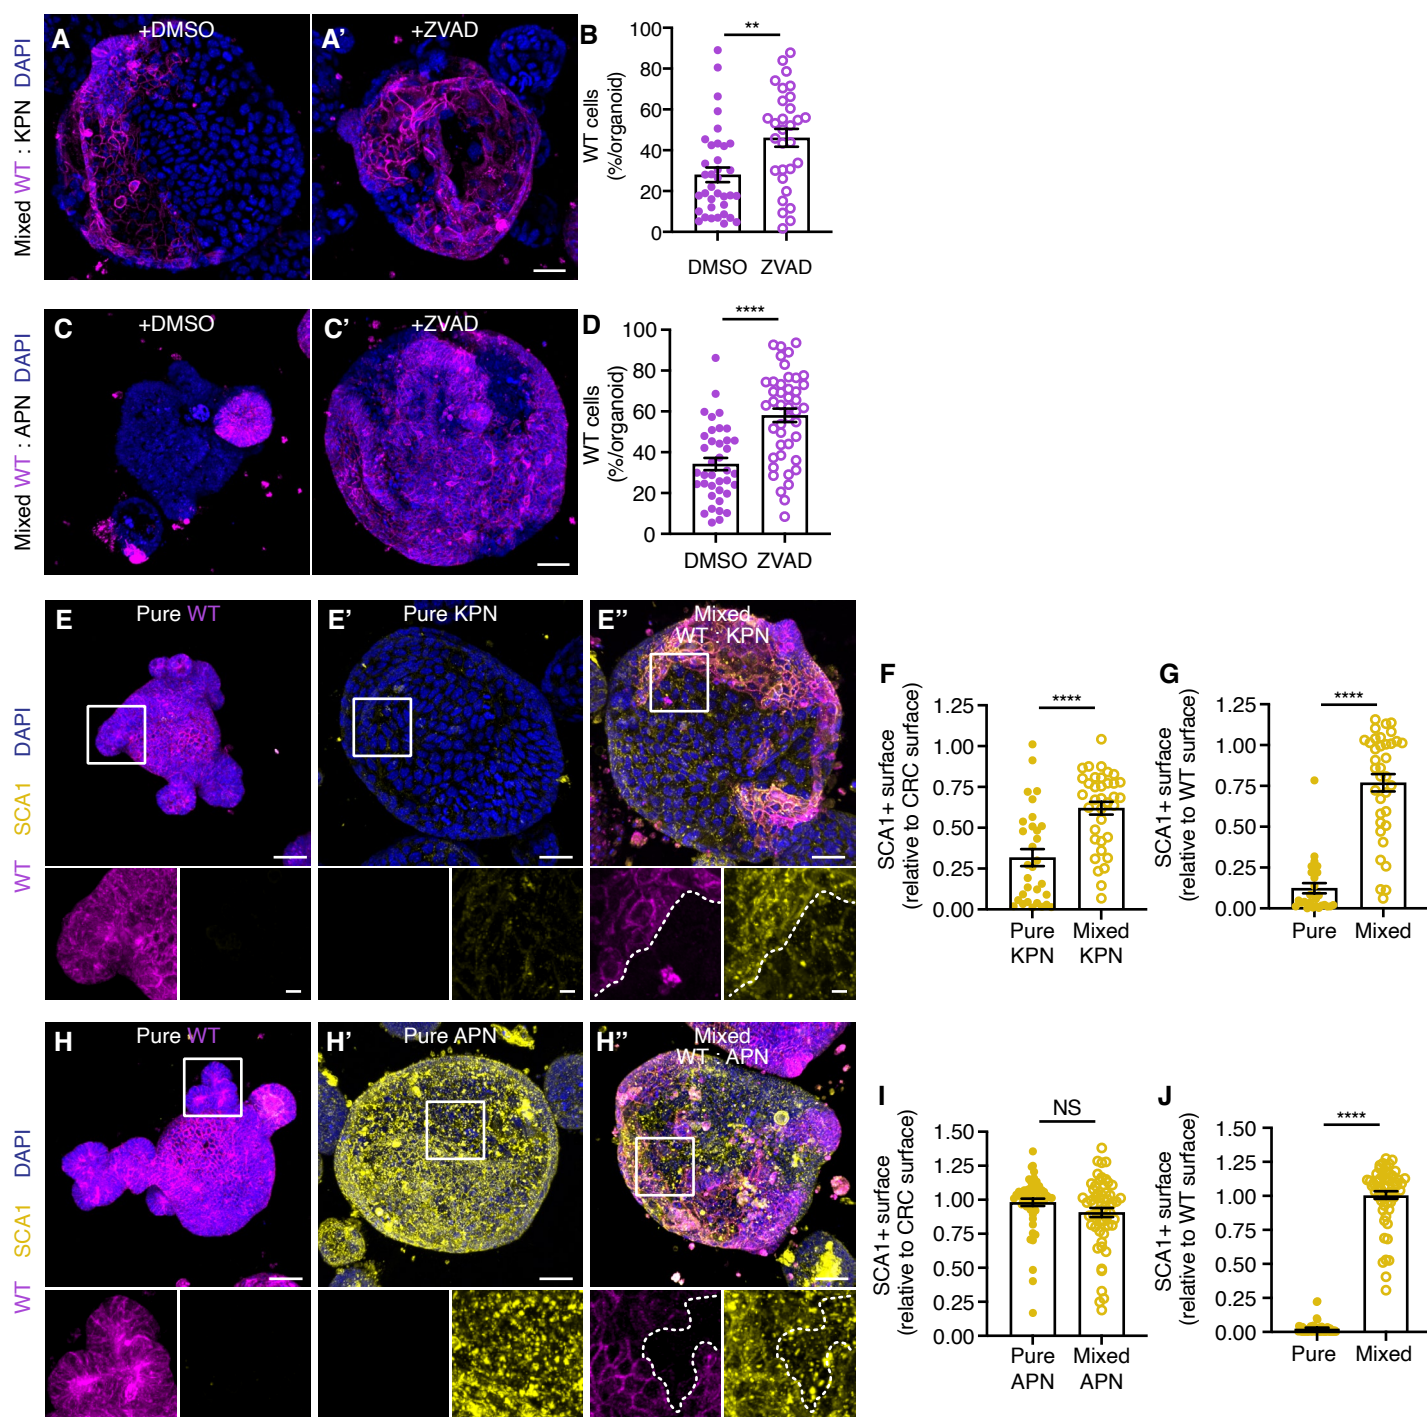 A
+DMSO
A’
+ZVAD
Mixed WT : KPN DAPI
B
100
80
60
40
20
0
WT cells
(%/organoid)
**
DMSO ZVAD
C
+DMSO
C’
+ZVAD
Mixed WT : APN DAPI
D
100
80
60
40
20
0
WT cells
(%/organoid)
****
DMSO ZVAD
E
Pure WT
E’
Pure KPN
E”
Mixed
WT : KPN
WT SCA1 DAPI
F
1.25
1.00
0.75
0.50
0.25
0.00
SCA1+ surface
(relative to CRC surface)
****
Pure Mixed
KPN KPN
G
1.25
1.00
0.75
0.50
0.25
0.00
SCA1+ surface
(relative to WT surface)
****
Pure Mixed
H
Pure WT
H’
Pure APN
H”
Mixed
WT : APN
WT SCA1 DAPI
I
1.50
1.25
1.00
0.75
0.50
0.25
0.00
SCA1+ surface
(relative to CRC surface)
NS
Pure Mixed
APN APN
J
1.50
1.25
1.00
0.75
0.50
0.25
0.00
SCA1+ surface
(relative to WT surface)
****
Pure Mixed